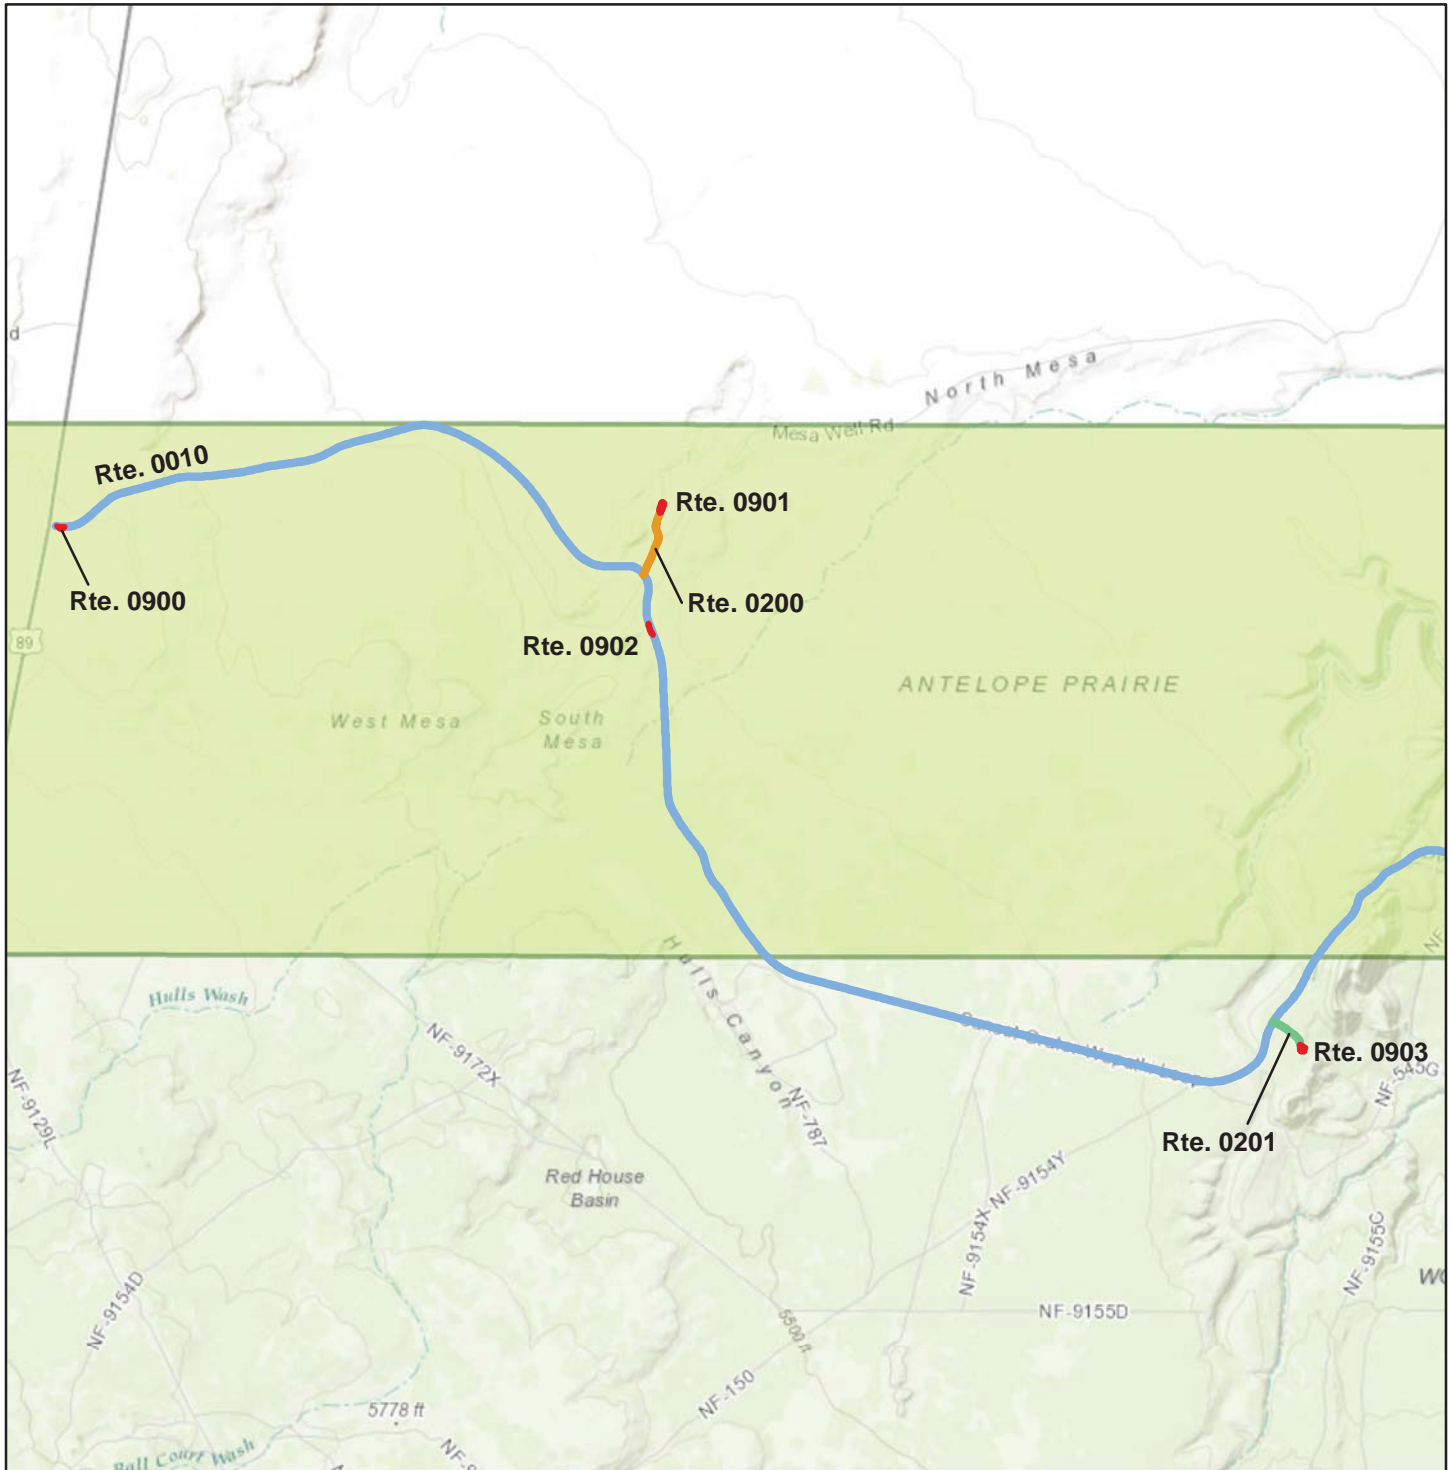 d
North Mesa
Mesa Well Rd
Rte. 0010
Rte. 0901
Rte. 0900
Rte. 0200
89
Rte. 0902
ANTELOPE PRAIRIE
West Mesa
South
Mesa
NF
Hulls Canyon
Hulls Wash
NF-9172X
Rte. 0903
NF-545G
NF-9129L
NF-787
Rte. 0201
Red House
Basin
NF-9154Y
NF-9154X
NF-9155C
NF-9154D
NF-9155D
5500 ft
NF-150
5778 ft
Ball Court Wash